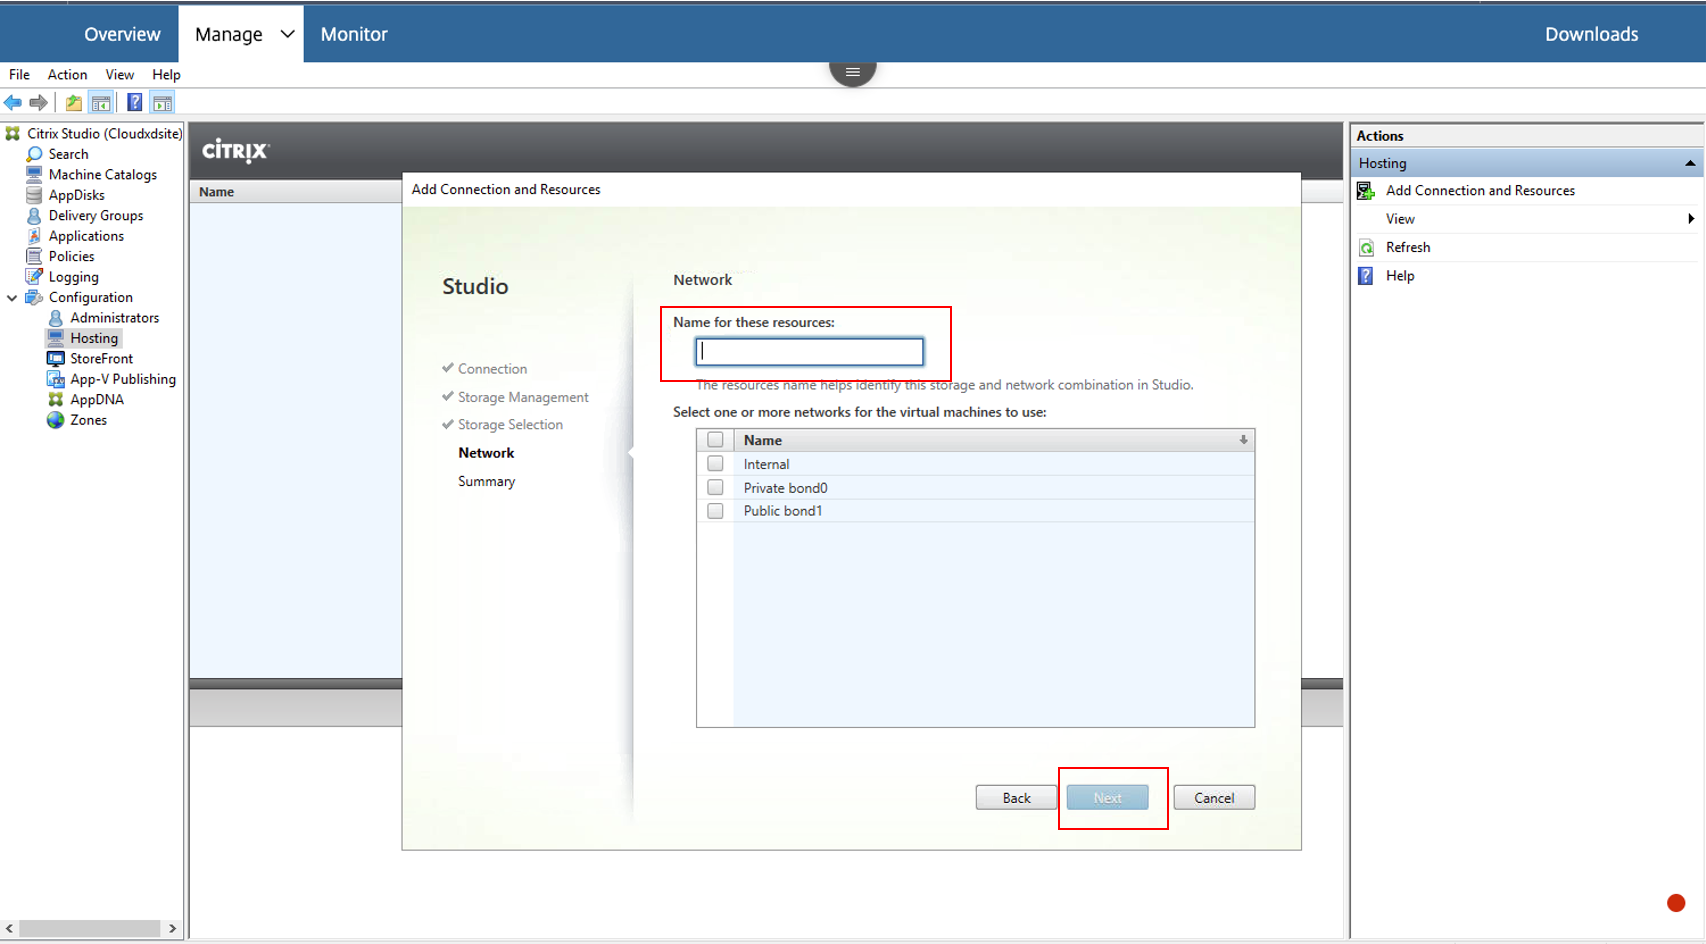 Overview
Manage
Monitor
Downloads
File Action View Help
Citrix Studio (Cloudxdsite)
Search
Machine Catalogs
AppDisks
Delivery Groups
Applications
Policies
Logging
Configuration
Administrators
Hosting
StoreFront
App-V Publishing
AppDNA
Zones
CITRIX
Name
Add Connection and Resources
Studio
Connection
Storage Management
Storage Selection
Network
Summary
Network
Name for these resources:
The resources name helps identify this storage and network combination in Studio.
Select one or more networks for the virtual machines to use:
Name
Internal
Private bond0
Public bond1
Back
Next
Cancel
Actions
Hosting
Add Connection and Resources
View
Refresh
Help